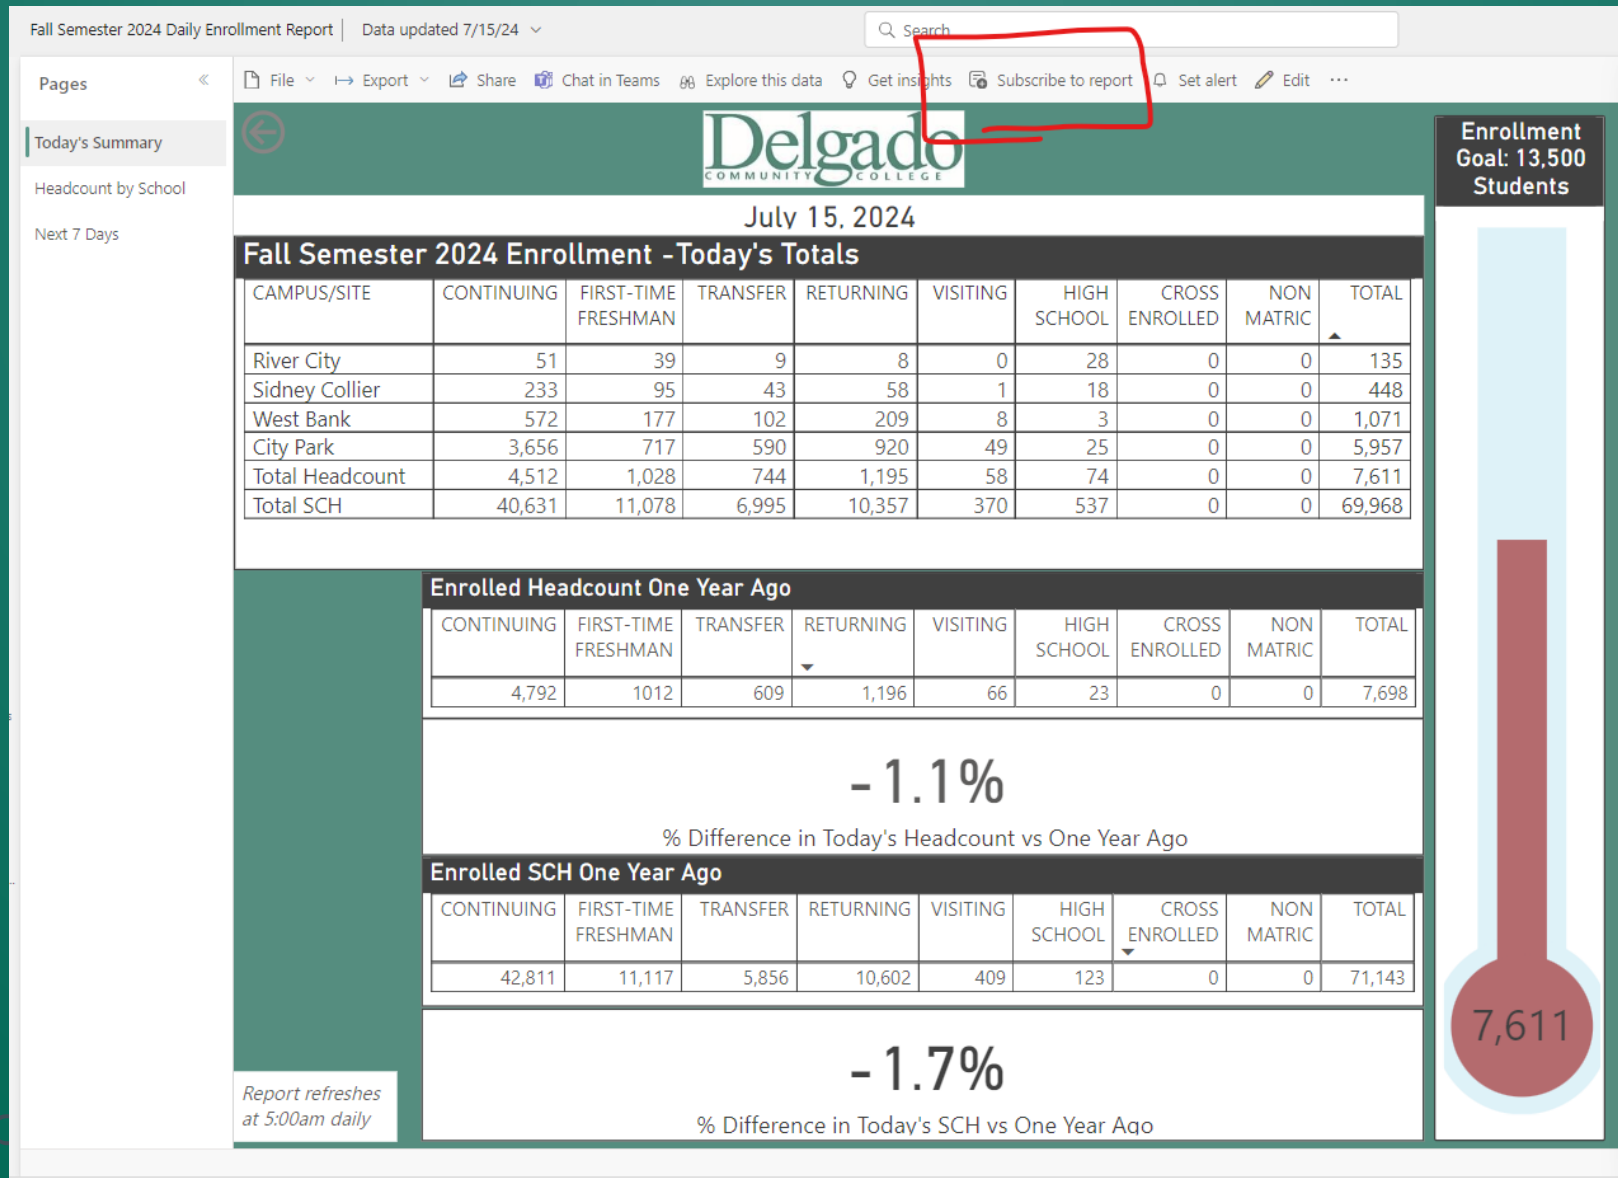 Fall Semester 2024 Daily Enrollment Report | Data updated 7/15/24
Search
Pages
File Export Share Chat in Teams Explore this data Get insights Subscribe to report Set alert Edit ...
Today's Summary
Headcount by School
Next 7 Days
Delgado
COMMUNITY COLLEGE
Enrollment
Goal: 13,500
Students
July 15, 2024
Fall Semester 2024 Enrollment -Today's Totals
CAMPUS/SITE CONTINUING FIRST-TIME FRESHMAN TRANSFER RETURNING VISITING HIGH SCHOOL CROSS ENROLLED NON MATRIC TOTAL
River City 51 39 9 8 0 28 0 0 135
Sidney Collier 233 95 43 58 1 18 0 0 448
West Bank 572 177 102 209 8 3 0 0 1,071
City Park 3,656 717 590 920 49 25 0 0 5,957
Total Headcount 4,512 1,028 744 1,195 58 74 0 0 7,611
Total SCH 40,631 11,078 6,995 10,357 370 537 0 0 69,968
Enrolled Headcount One Year Ago
CONTINUING FIRST-TIME FRESHMAN TRANSFER RETURNING VISITING HIGH SCHOOL CROSS ENROLLED NON MATRIC TOTAL
4,792 1012 609 1,196 66 23 0 0 7,698
-1.1%
% Difference in Today's Headcount vs One Year Ago
Enrolled SCH One Year Ago
CONTINUING FIRST-TIME FRESHMAN TRANSFER RETURNING VISITING HIGH SCHOOL CROSS ENROLLED NON MATRIC TOTAL
42,811 11,117 5,856 10,602 409 123 0 0 71,143
-1.7%
% Difference in Today's SCH vs One Year Ago
Report refreshes
at 5:00am daily
7,611